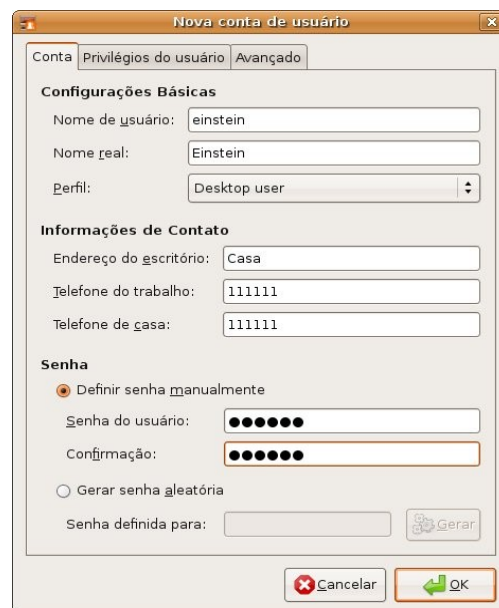 Nova conta de usuário
Conta Privilégios do usuário Avançado
Configurações Básicas
Nome de usuário: einstein
Nome real: Einstein
Perfil: Desktop user
Informações de Contato
Endereço do escritório: Casa
Telefone do trabalho: 111111
Telefone de casa: 111111
Senha
Definir senha manualmente
Senha do usuário: ●●●●●●
Confirmação: ●●●●●●
Gerar senha aleatória
Senha definida para: Gerar
Cancelar OK